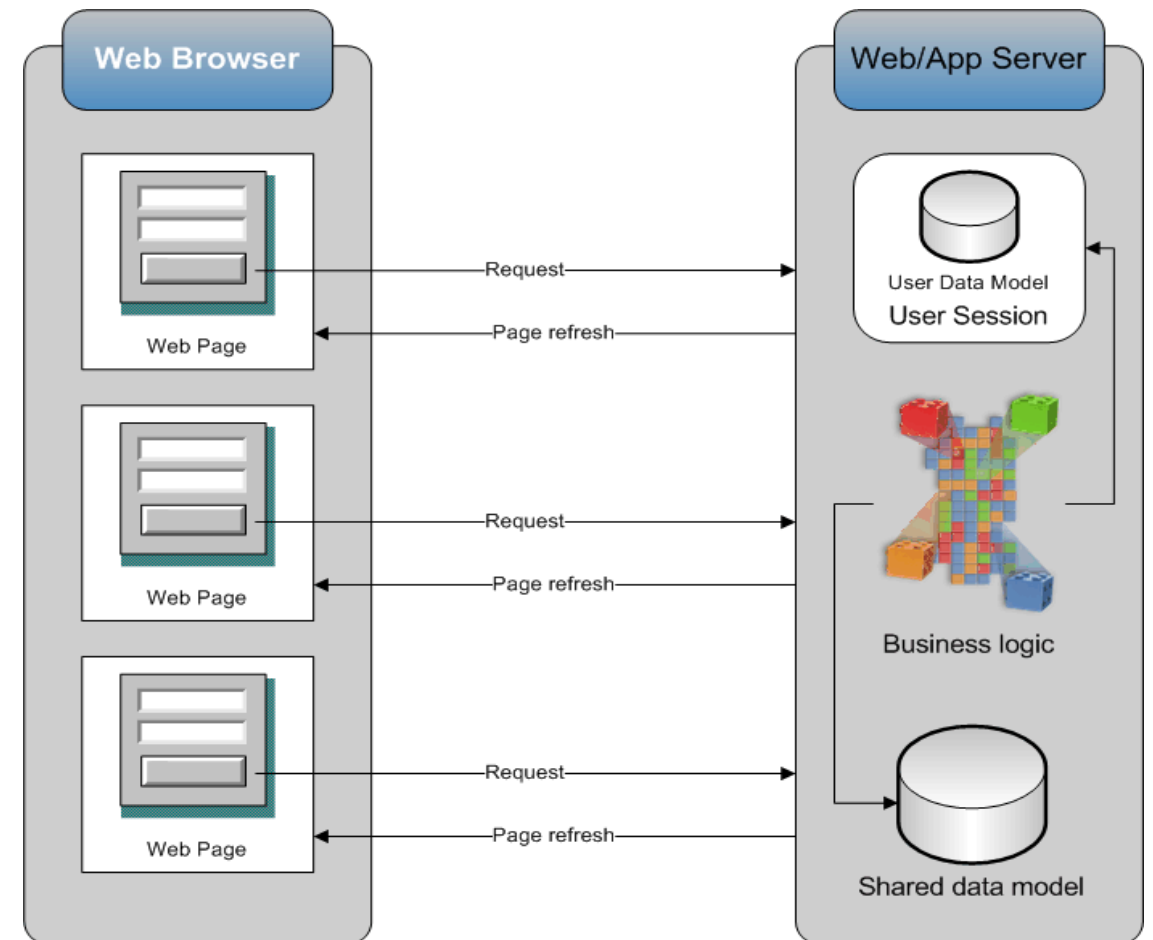 Web Browser
Web/App Server
Request
Page refresh
Web Page
User Data Model
User Session
Request
Page refresh
Web Page
Business logic
Request
Page refresh
Web Page
Shared data model